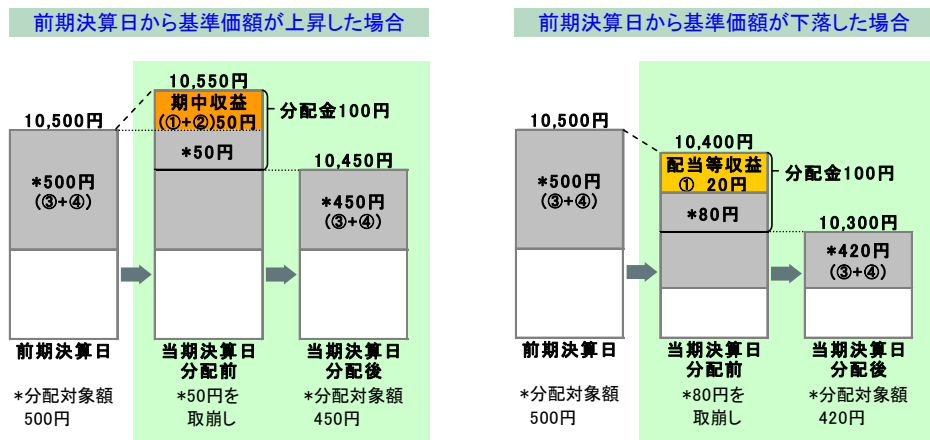 前期決算日から基準価額が上昇した場合
10,550円
期中収益
(①+②)50円
分配金100円
10,500円
*50円
10,450円
*500円
(③+④)
*450円
(③+④)
前期決算日
当期決算日
分配前
当期決算日
分配後
*分配対象額
500円
*50円を
取崩し
*分配対象額
450円
前期決算日から基準価額が下落した場合
10,500円
10,400円
配当等収益
① 20円
分配金100円
*500円
(③+④)
*80円
10,300円
*420円
(③+④)
前期決算日
当期決算日
分配前
当期決算日
分配後
*分配対象額
500円
*80円を
取崩し
*分配対象額
420円